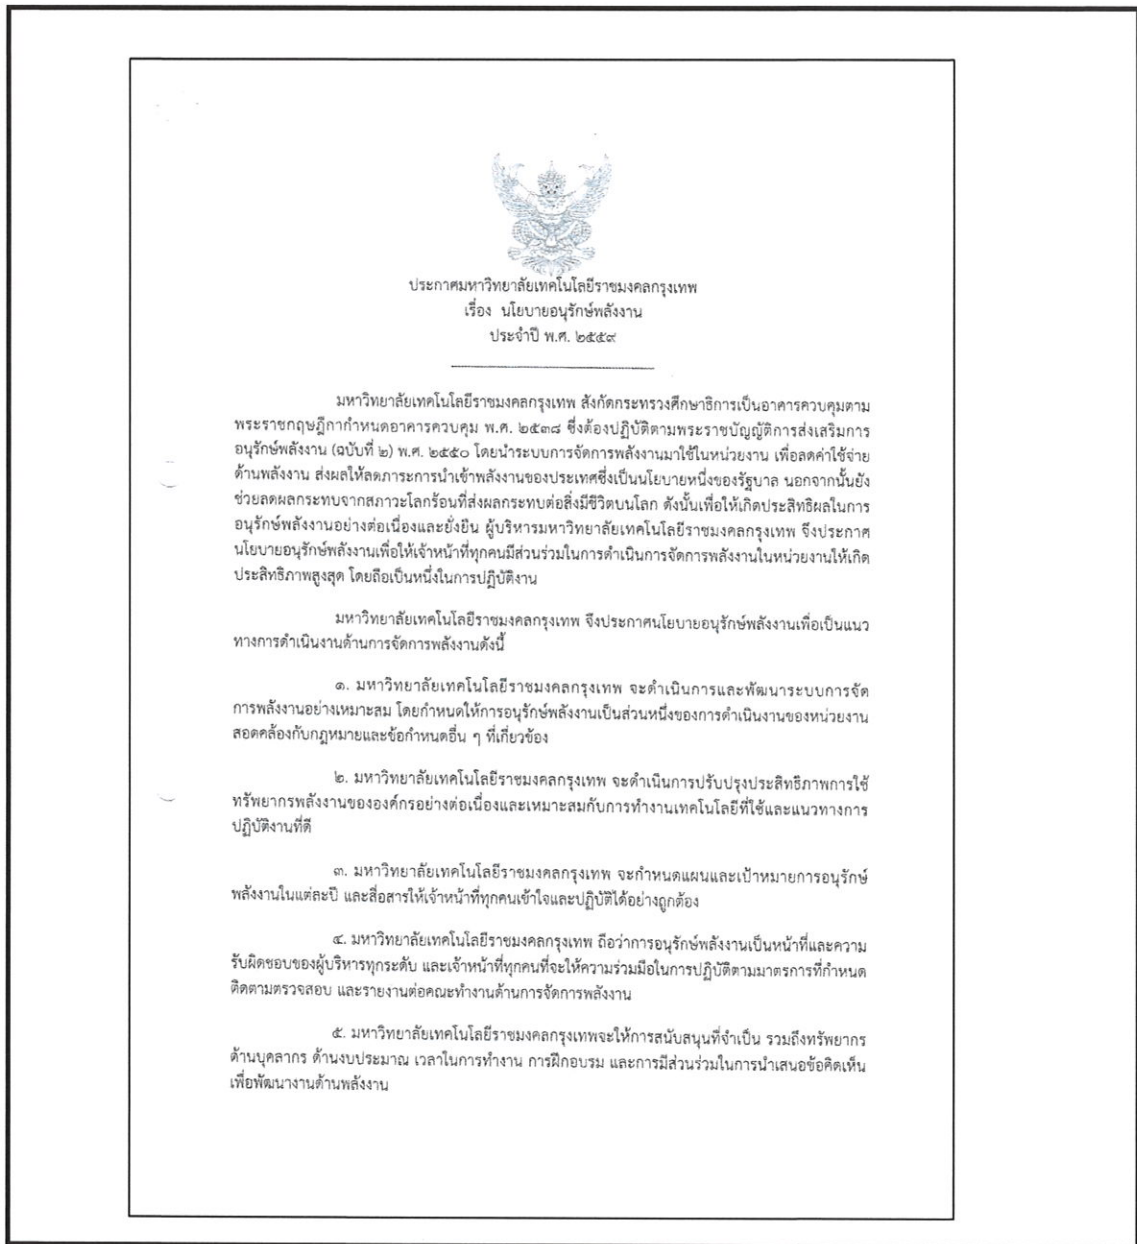 ประกาศมหาวิทยาลัยเทคโนโลยีราชมงคลกรุงเทพ
เรื่อง นโยบายอนุรักษ์พลังงาน
ประจำปี พ.ศ. ๒๕๕๙
มหาวิทยาลัยเทคโนโลยีราชมงคลกรุงเทพ สังกัดกระทรวงศึกษาธิการเป็นอาคารควบคุมตาม
พระราชกฤษฎีกากำหนดอาคารควบคุม พ.ศ. ๒๕๓๘ ซึ่งต้องปฏิบัติตามพระราชบัญญัติการส่งเสริมการ
อนุรักษ์พลังงาน (ฉบับที่ ๒) พ.ศ. ๒๕๕๐ โดยนำระบบการจัดการพลังงานมาใช้ในหน่วยงาน เพื่อลดค่าใช้จ่าย
ด้านพลังงาน ส่งผลให้ลดภาระการนำเข้าพลังงานของประเทศซึ่งเป็นนโยบายหนึ่งของรัฐบาล นอกจากนั้นยัง
ช่วยลดผลกระทบจากสภาวะโลกร้อนที่ส่งผลกระทบต่อสิ่งมีชีวิตบนโลก ดังนั้นเพื่อให้เกิดประสิทธิผลในการ
อนุรักษ์พลังงานอย่างต่อเนื่องและยั่งยืน ผู้บริหารมหาวิทยาลัยเทคโนโลยีราชมงคลกรุงเทพ จึงประกาศ
นโยบายอนุรักษ์พลังงานเพื่อให้เจ้าหน้าที่ทุกคนมีส่วนร่วมในการดำเนินการจัดการพลังงานในหน่วยงานให้เกิด
ประสิทธิภาพสูงสุด โดยถือเป็นหนึ่งในการปฏิบัติงาน
มหาวิทยาลัยเทคโนโลยีราชมงคลกรุงเทพ จึงประกาศนโยบายอนุรักษ์พลังงานเพื่อเป็นแนว
ทางการดำเนินงานด้านการจัดการพลังงานดังนี้
๑. มหาวิทยาลัยเทคโนโลยีราชมงคลกรุงเทพ จะดำเนินการและพัฒนาระบบการจัด
การพลังงานอย่างเหมาะสม โดยกำหนดให้การอนุรักษ์พลังงานเป็นส่วนหนึ่งของการดำเนินงานของหน่วยงาน
สอดคล้องกับกฎหมายและข้อกำหนดอื่น ๆ ที่เกี่ยวข้อง
๒. มหาวิทยาลัยเทคโนโลยีราชมงคลกรุงเทพ จะดำเนินการปรับปรุงประสิทธิภาพการใช้
ทรัพยากรพลังงานขององค์กรอย่างต่อเนื่องและเหมาะสมกับการทำงานเทคโนโลยีที่ใช้และแนวทางการ
ปฏิบัติงานที่ดี
๓. มหาวิทยาลัยเทคโนโลยีราชมงคลกรุงเทพ จะกำหนดแผนและเป้าหมายการอนุรักษ์
พลังงานในแต่ละปี และสื่อสารให้เจ้าหน้าที่ทุกคนเข้าใจและปฏิบัติได้อย่างถูกต้อง
๔. มหาวิทยาลัยเทคโนโลยีราชมงคลกรุงเทพ ถือว่าการอนุรักษ์พลังงานเป็นหน้าที่และความ
รับผิดชอบของผู้บริหารทุกระดับ และเจ้าหน้าที่ทุกคนที่จะให้ความร่วมมือในการปฏิบัติตามมาตรการที่กำหนด
ติดตามตรวจสอบ และรายงานต่อคณะทำงานด้านการจัดการพลังงาน
๕. มหาวิทยาลัยเทคโนโลยีราชมงคลกรุงเทพจะให้การสนับสนุนที่จำเป็น รวมถึงทรัพยากร
ด้านบุคลากร ด้านงบประมาณ เวลาในการทำงาน การฝึกอบรม และการมีส่วนร่วมในการนำเสนอข้อคิดเห็น
เพื่อพัฒนางานด้านพลังงาน